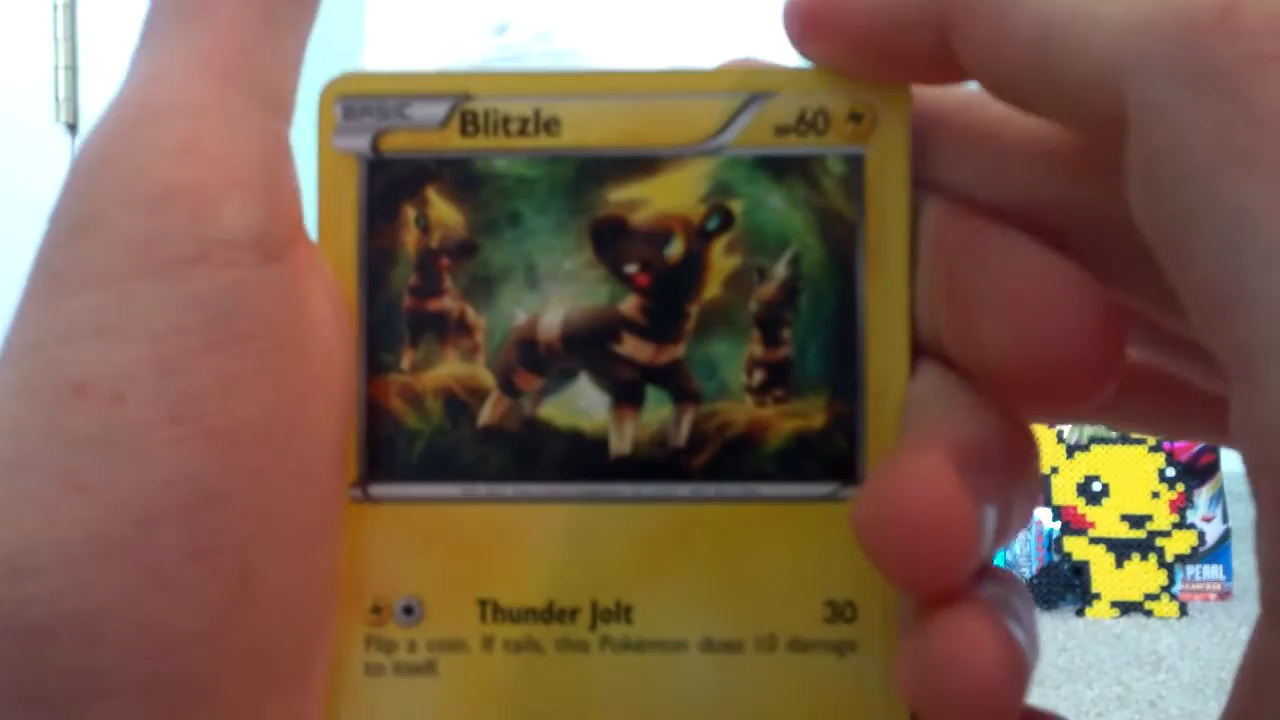 BASIC Blitzle HP60
Thunder Jolt 30
Flip a coin. If tails, this Pokémon does 10 damage
to itself.
PEARL